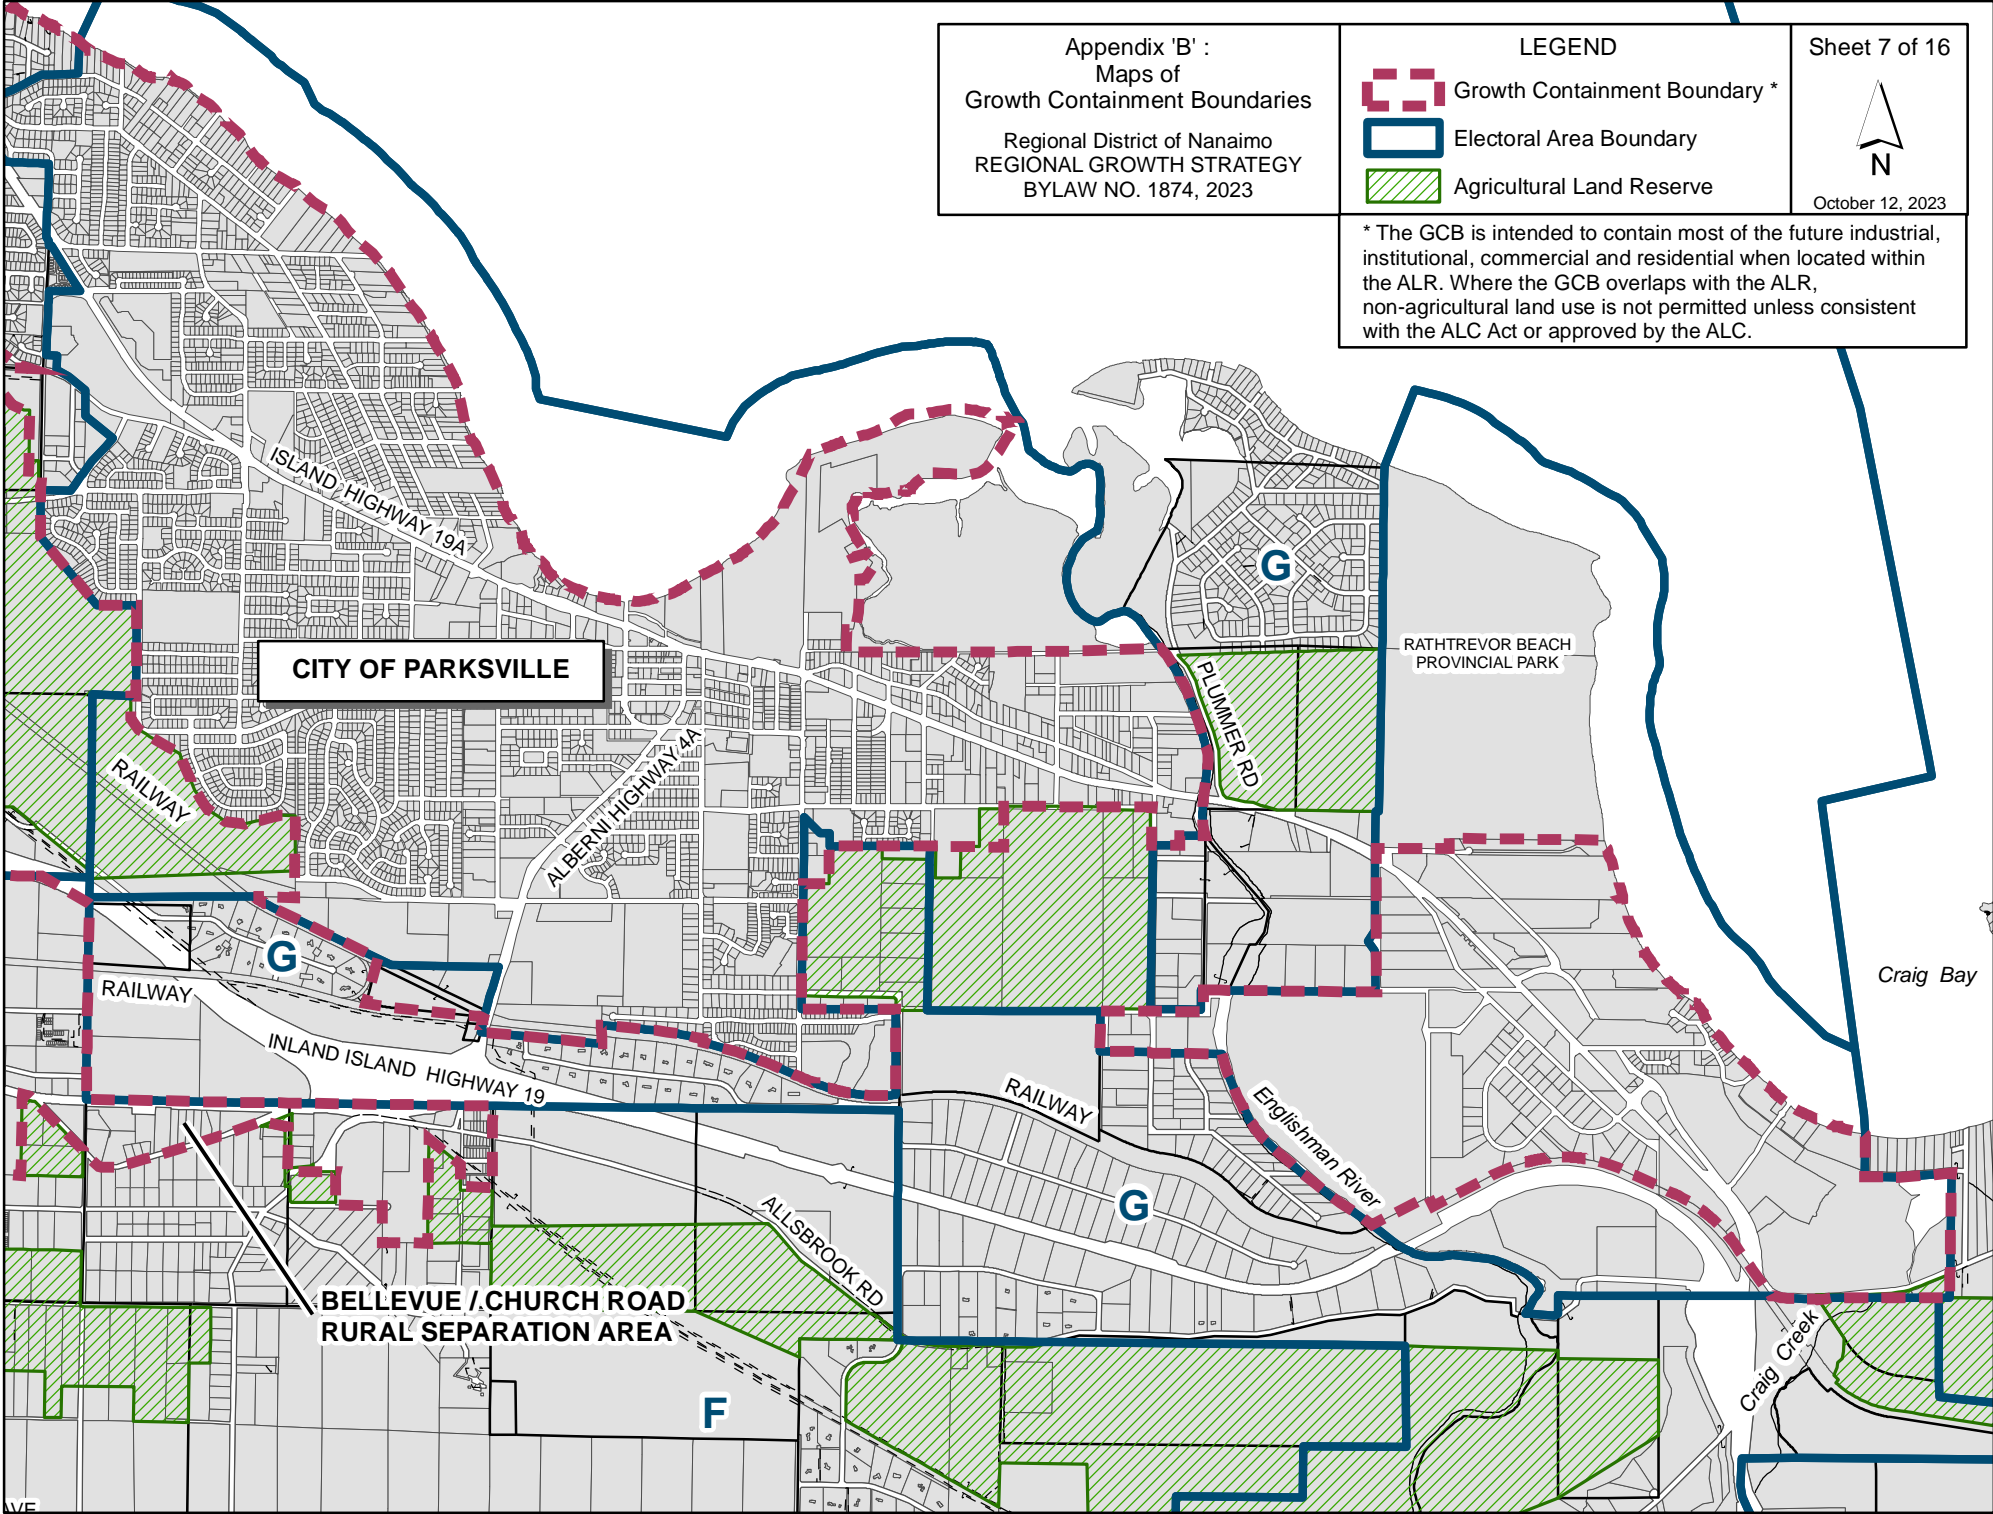 Appendix 'B' :
Maps of
Growth Containment Boundaries
Regional District of Nanaimo
REGIONAL GROWTH STRATEGY
BYLAW NO. 1874, 2023
LEGEND
Growth Containment Boundary *
Electoral Area Boundary
Agricultural Land Reserve
Sheet 7 of 16
N
October 12, 2023
* The GCB is intended to contain most of the future industrial,
institutional, commercial and residential when located within
the ALR. Where the GCB overlaps with the ALR,
non-agricultural land use is not permitted unless consistent
with the ALC Act or approved by the ALC.
ISLAND HIGHWAY 19A
G
CITY OF PARKSVILLE
RATHTREVOR BEACH
PROVINCIAL PARK
PLUMMER RD
RAILWAY
ALBERNI HIGHWAY 4A
G
Craig Bay
RAILWAY
INLAND ISLAND HIGHWAY 19
RAILWAY
Englishman River
G
ALLSBROOK RD
BELLEVUE / CHURCH ROAD
RURAL SEPARATION AREA
Craig Creek
F
AVE